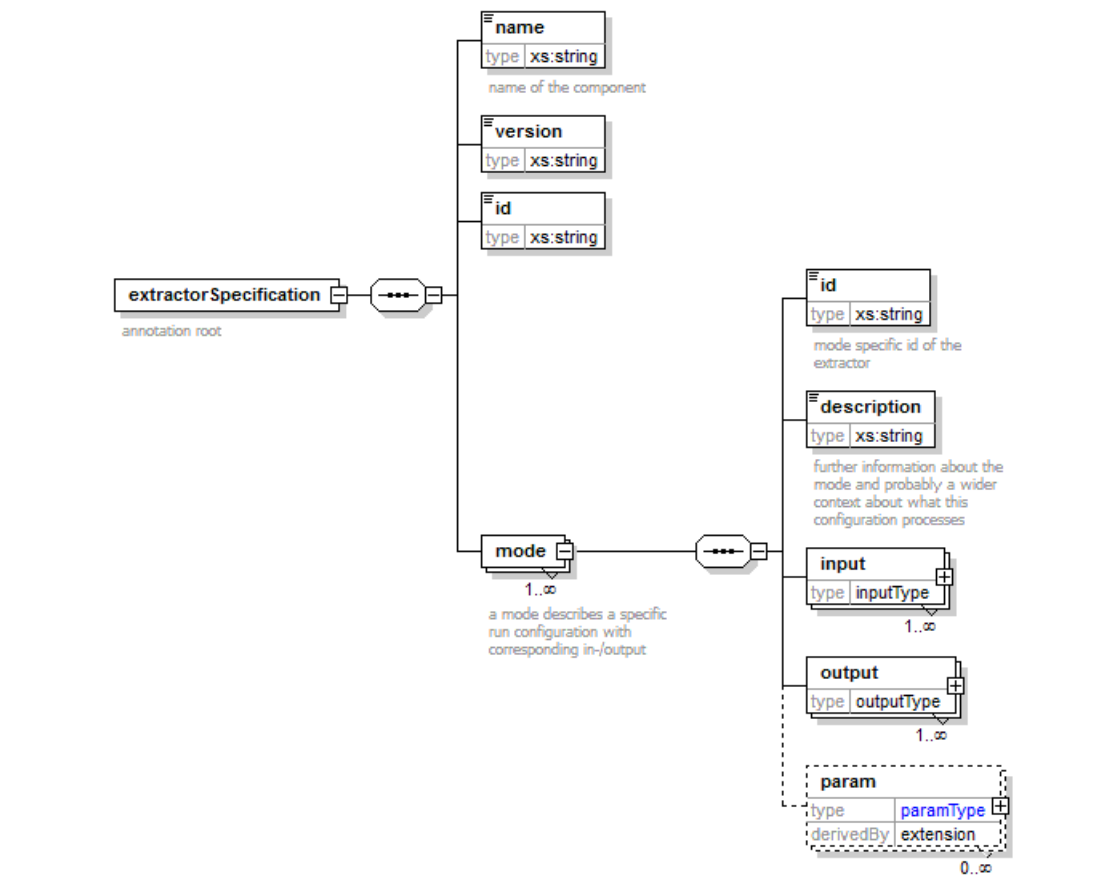 name
type xs:string
name of the component
version
type xs:string
id
type xs:string
extractorSpecification
annotation root
mode
1..∞
a mode describes a specific
run configuration with
corresponding in-/output
id
type xs:string
mode specific id of the
extractor
description
type xs:string
further information about the
mode and probably a wider
context about what this
configuration processes
input
type inputType
1..∞
output
type outputType
1..∞
param
type paramType
derivedBy extension
0..∞